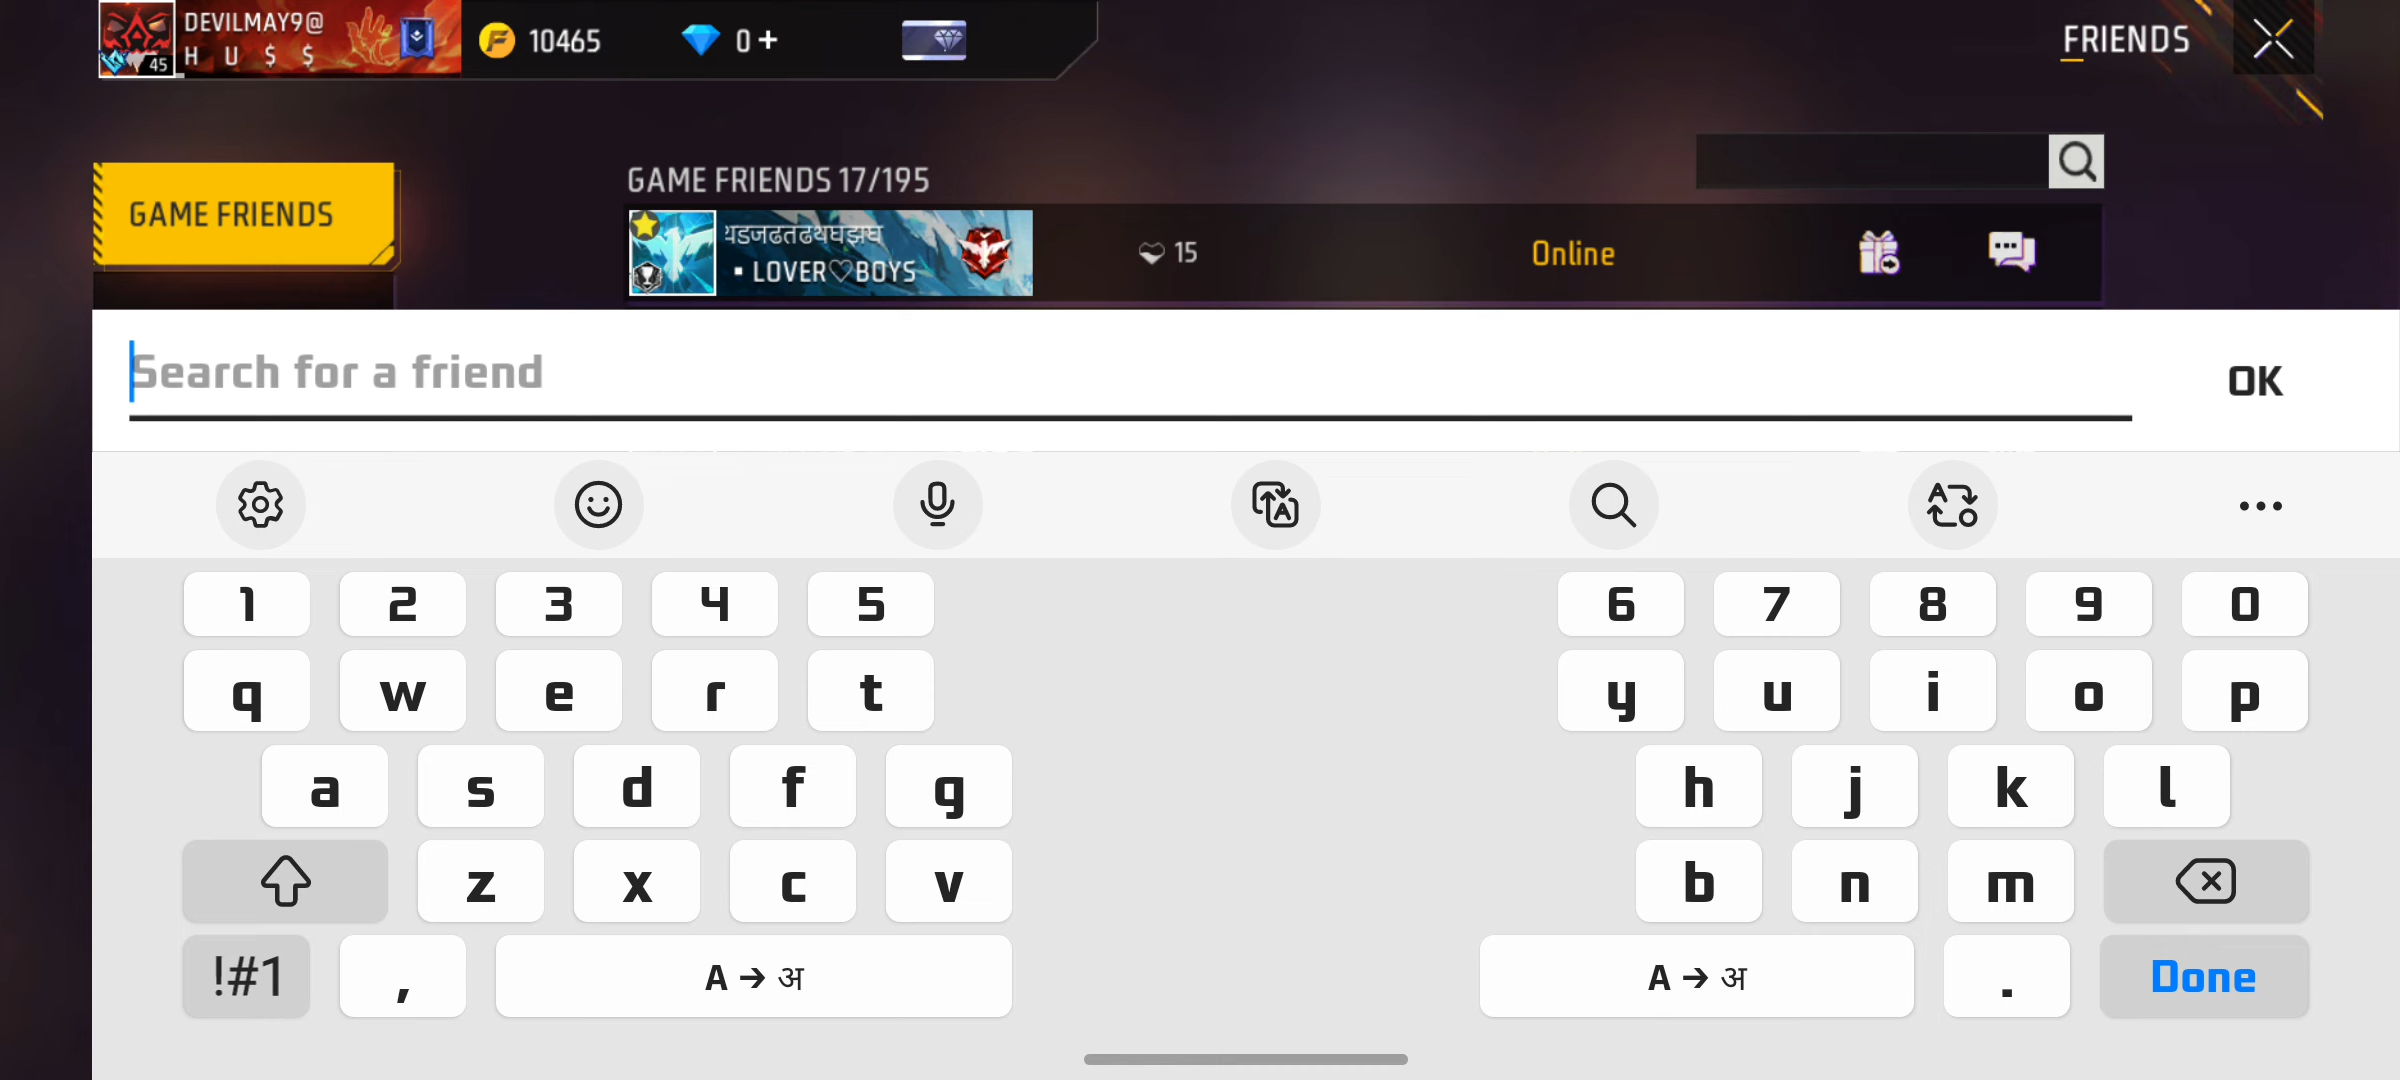 DEVILMAY9@
H U $ $
45
10465
0 +
FRIENDS
GAME FRIENDS
GAME FRIENDS 17/195
थडजढतढथघझघ
▪ LOVER♡BOYS
15
Online
Search for a friend
OK
1 2 3 4 5 6 7 8 9 0
q w e r t y u i o p
a s d f g h j k l
z x c v b n m
!#1 , A → अ A → अ . Done